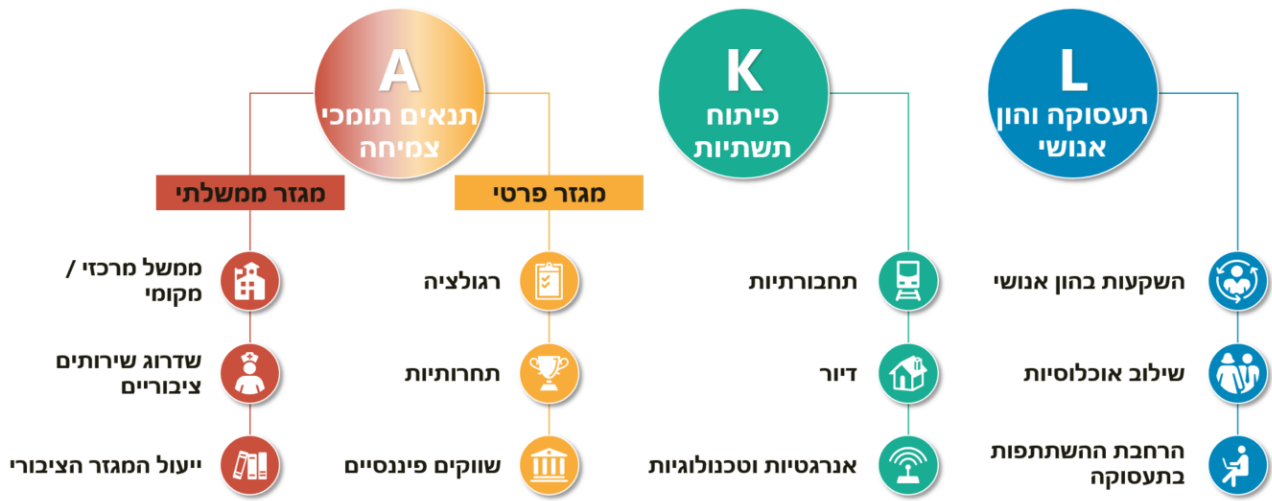 L
תעסוקה והון
אנושי
השקעות בהון אנושי
שילוב אוכלוסיות
הרחבת ההשתתפות
בתעסוקה
K
פיתוח
תשתיות
תחבורתיות
דיור
אנרגטיות וטכנולוגיות
A
תנאים תומכי
צמיחה
מגזר פרטי
רגולציה
תחרותיות
שווקים פיננסיים
מגזר ממשלתי
ממשל מרכזי /
מקומי
שדרוג שירותים
ציבוריים
ייעול המגזר הציבורי